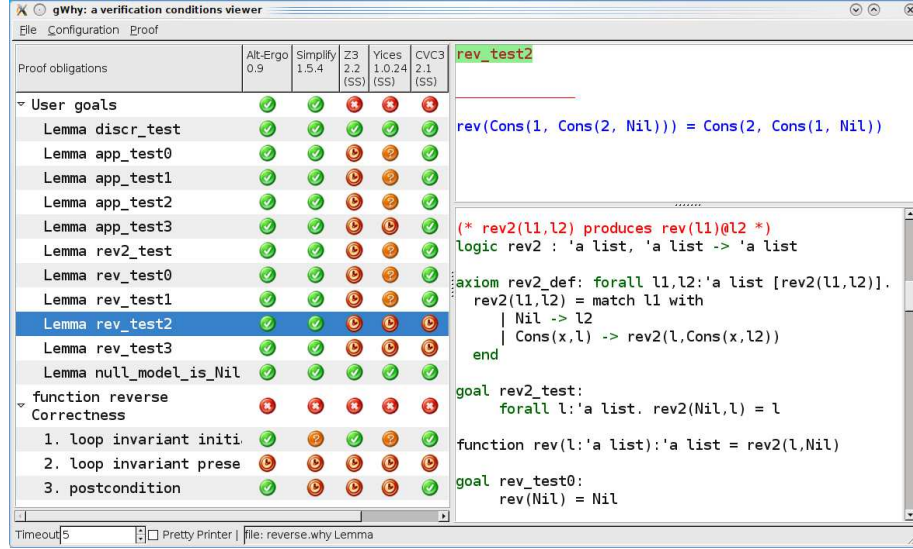 gWhy: a verification conditions viewer
File Configuration Proof
Proof obligations
Alt-Ergo 0.9
Simplify 1.5.4
Z3 2.2 (SS)
Yices 1.0.24 (SS)
CVC3 2.1 (SS)
User goals
Lemma discr_test
Lemma app_test0
Lemma app_test1
Lemma app_test2
Lemma app_test3
Lemma rev2_test
Lemma rev_test0
Lemma rev_test1
Lemma rev_test2
Lemma rev_test3
Lemma null_model_is_Nil
function reverse
Correctness
1. loop invariant initi
2. loop invariant prese
3. postcondition
rev_test2
rev(Cons(1, Cons(2, Nil))) = Cons(2, Cons(1, Nil))
(* rev2(l1,l2) produces rev(l1)@l2 *)
logic rev2 : 'a list, 'a list -> 'a list
axiom rev2_def: forall l1,l2:'a list [rev2(l1,l2)].
rev2(l1,l2) = match l1 with
| Nil -> l2
| Cons(x,l) -> rev2(l,Cons(x,l2))
end
goal rev2_test:
forall l:'a list. rev2(Nil,l) = l
function rev(l:'a list):'a list = rev2(l,Nil)
goal rev_test0:
rev(Nil) = Nil
Timeout 5 Pretty Printer | file: reverse.why Lemma